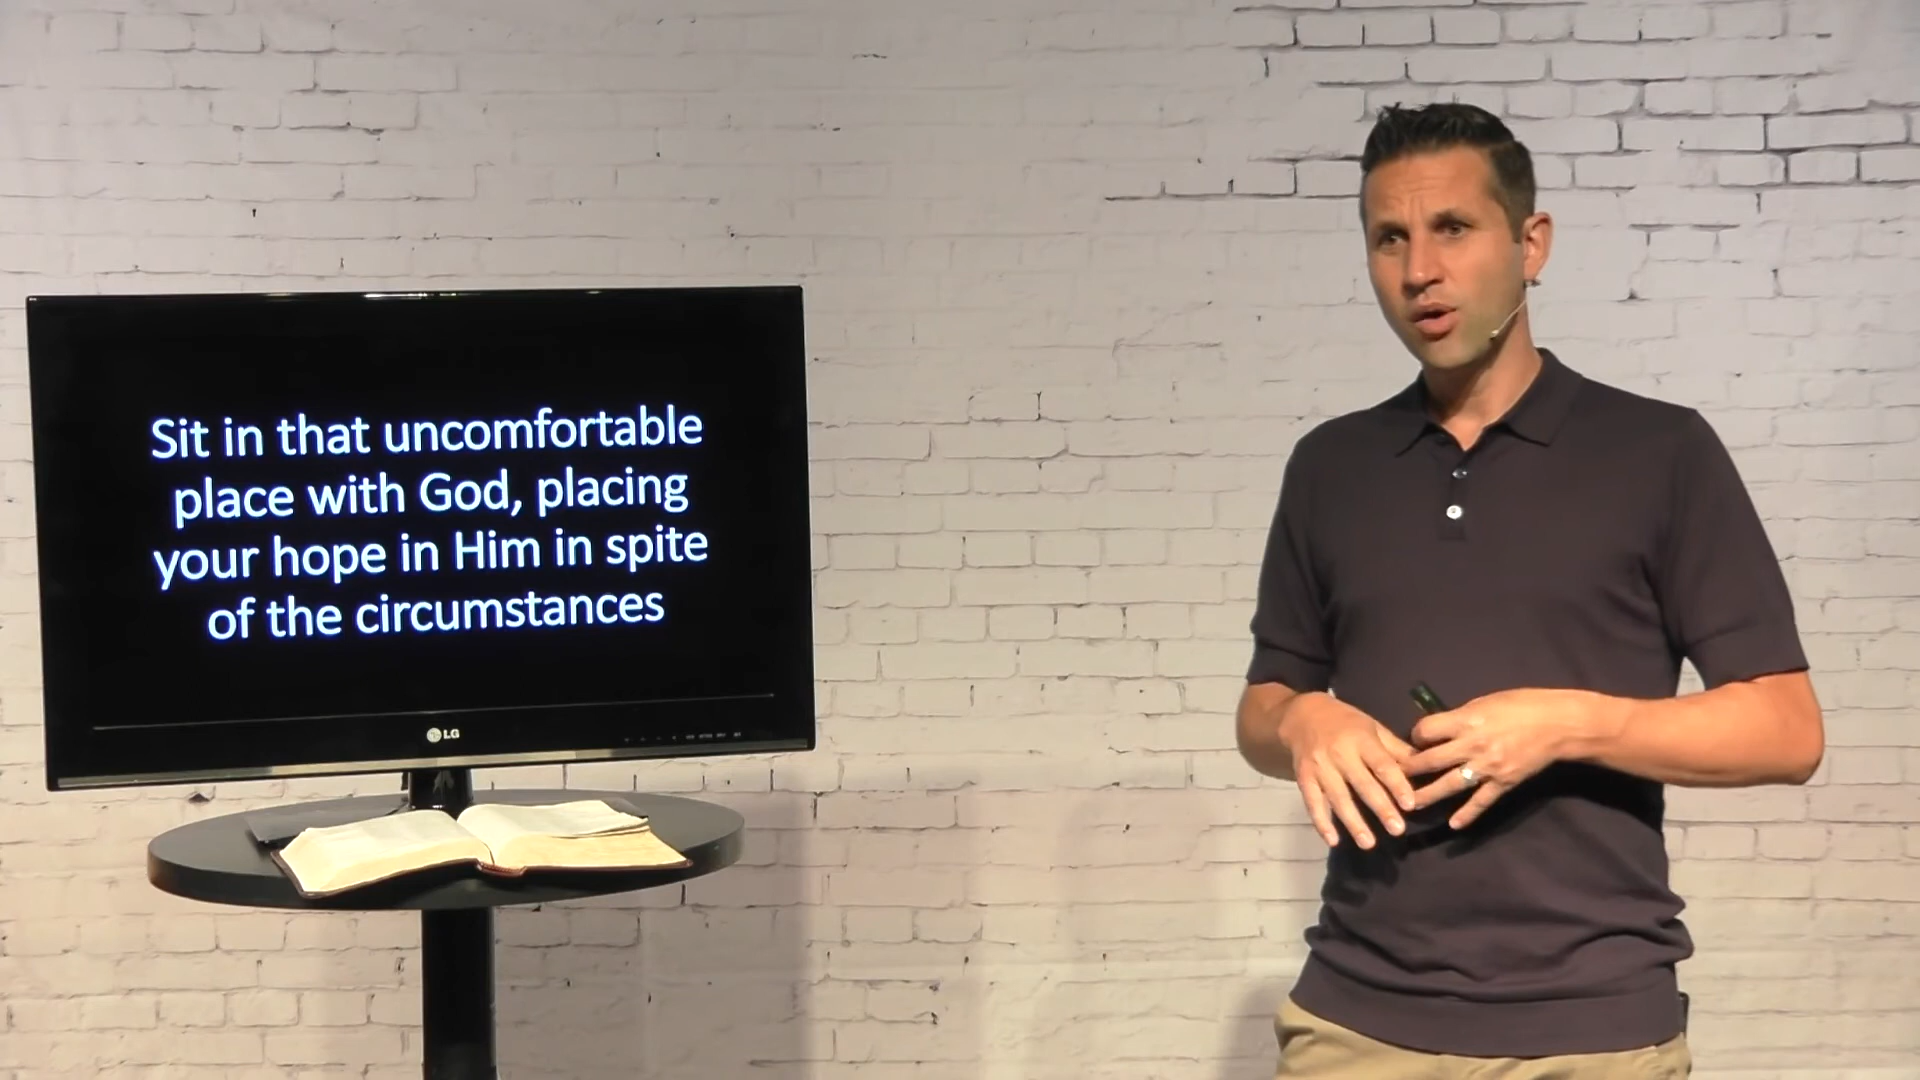 Sit in that uncomfortable
place with God, placing
your hope in Him in spite
of the circumstances
LG